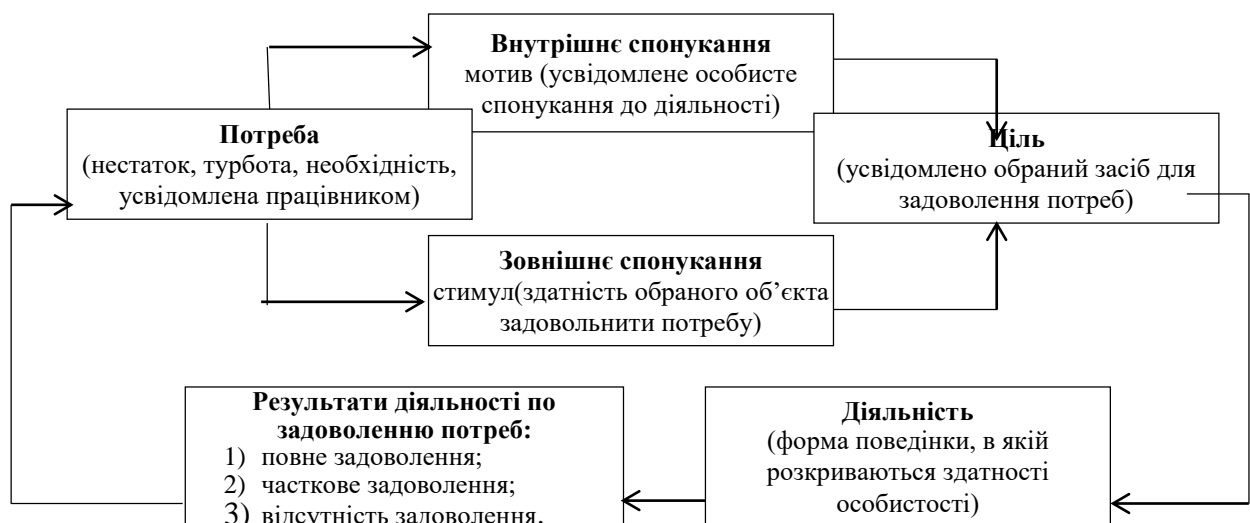 Внутрішнє спонукання
мотив (усвідомлене особисте
спонукання до діяльності)
Потреба
(нестаток, турбота, необхідність,
усвідомлена працівником)
Ціль
(усвідомлено обраний засіб для
задоволення потреб)
Зовнішнє спонукання
стимул(здатність обраного об’єкта
задовольнити потребу)
Результати діяльності по
задоволенню потреб:
1) повне задоволення;
2) часткове задоволення;
3) відсутність задоволення.
Діяльність
(форма поведінки, в якій
розкриваються здатності
особистості)